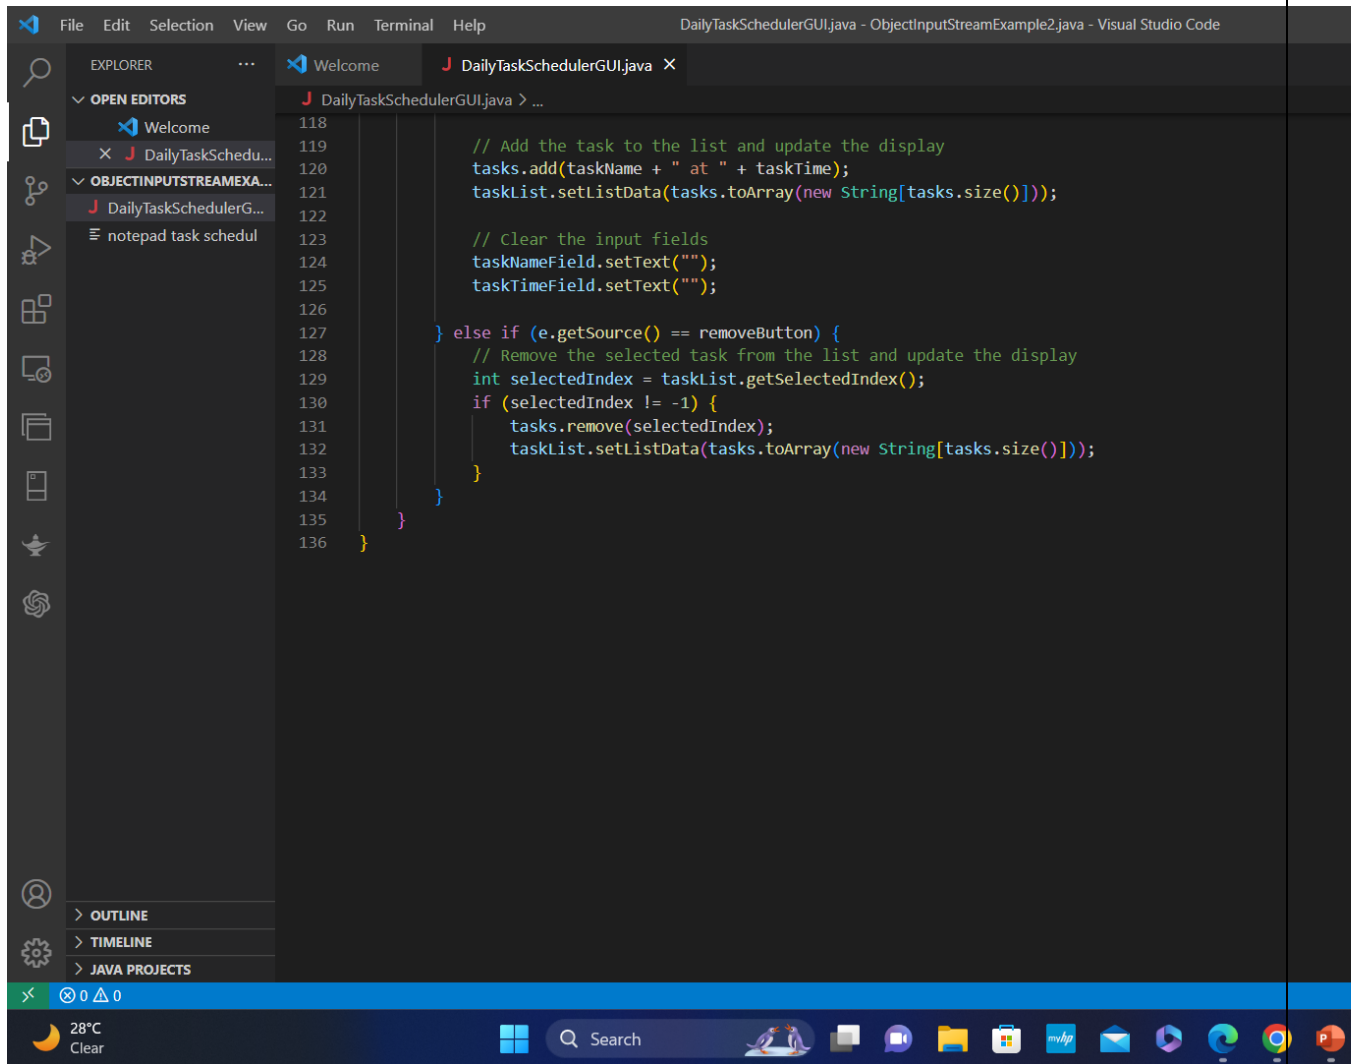 File Edit Selection View Go Run Terminal Help DailyTaskSchedulerGUI.java - ObjectInputStreamExample2.java - Visual Studio Code
EXPLORER ...
Welcome
J DailyTaskSchedulerGUI.java
OPEN EDITORS
Welcome
J DailyTaskSchedu...
OBJECTINPUTSTREAMEXA...
J DailyTaskSchedulerG...
notepad task schedul
J DailyTaskSchedulerGUI.java > ...
118
119 // Add the task to the list and update the display
120 tasks.add(taskName + " at " + taskTime);
121 taskList.setListData(tasks.toArray(new String[tasks.size()]));
122
123 // Clear the input fields
124 taskNameField.setText("");
125 taskTimeField.setText("");
126
127 } else if (e.getSource() == removeButton) {
128 // Remove the selected task from the list and update the display
129 int selectedIndex = taskList.getSelectedIndex();
130 if (selectedIndex != -1) {
131 tasks.remove(selectedIndex);
132 taskList.setListData(tasks.toArray(new String[tasks.size()]));
133 }
134 }
135 }
136 }
OUTLINE
TIMELINE
JAVA PROJECTS
0 0
28°C
Clear
Search
myhp
P